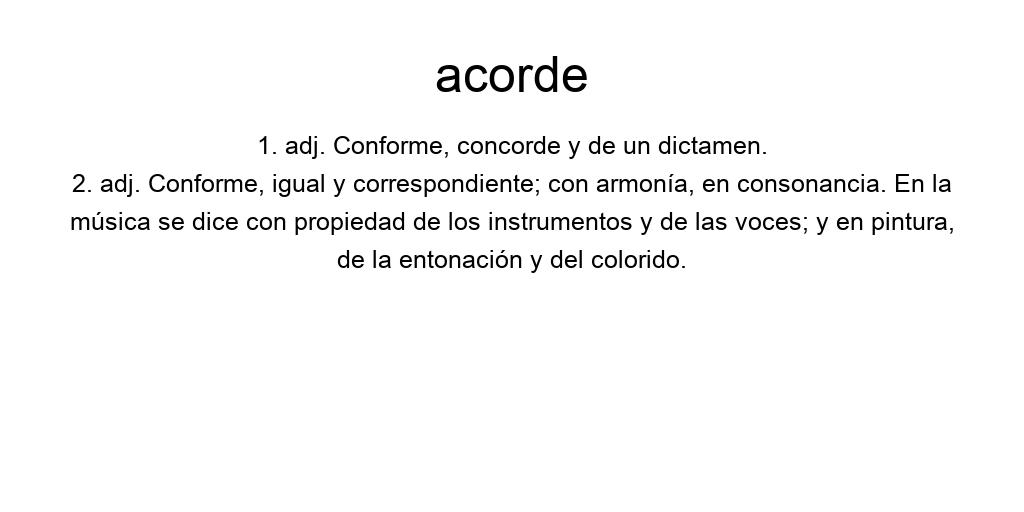 acorde
1. adj. Conforme, concorde y de un dictamen.
2. adj. Conforme, igual y correspondiente; con armonía, en consonancia. En la
música se dice con propiedad de los instrumentos y de las voces; y en pintura,
de la entonación y del colorido.